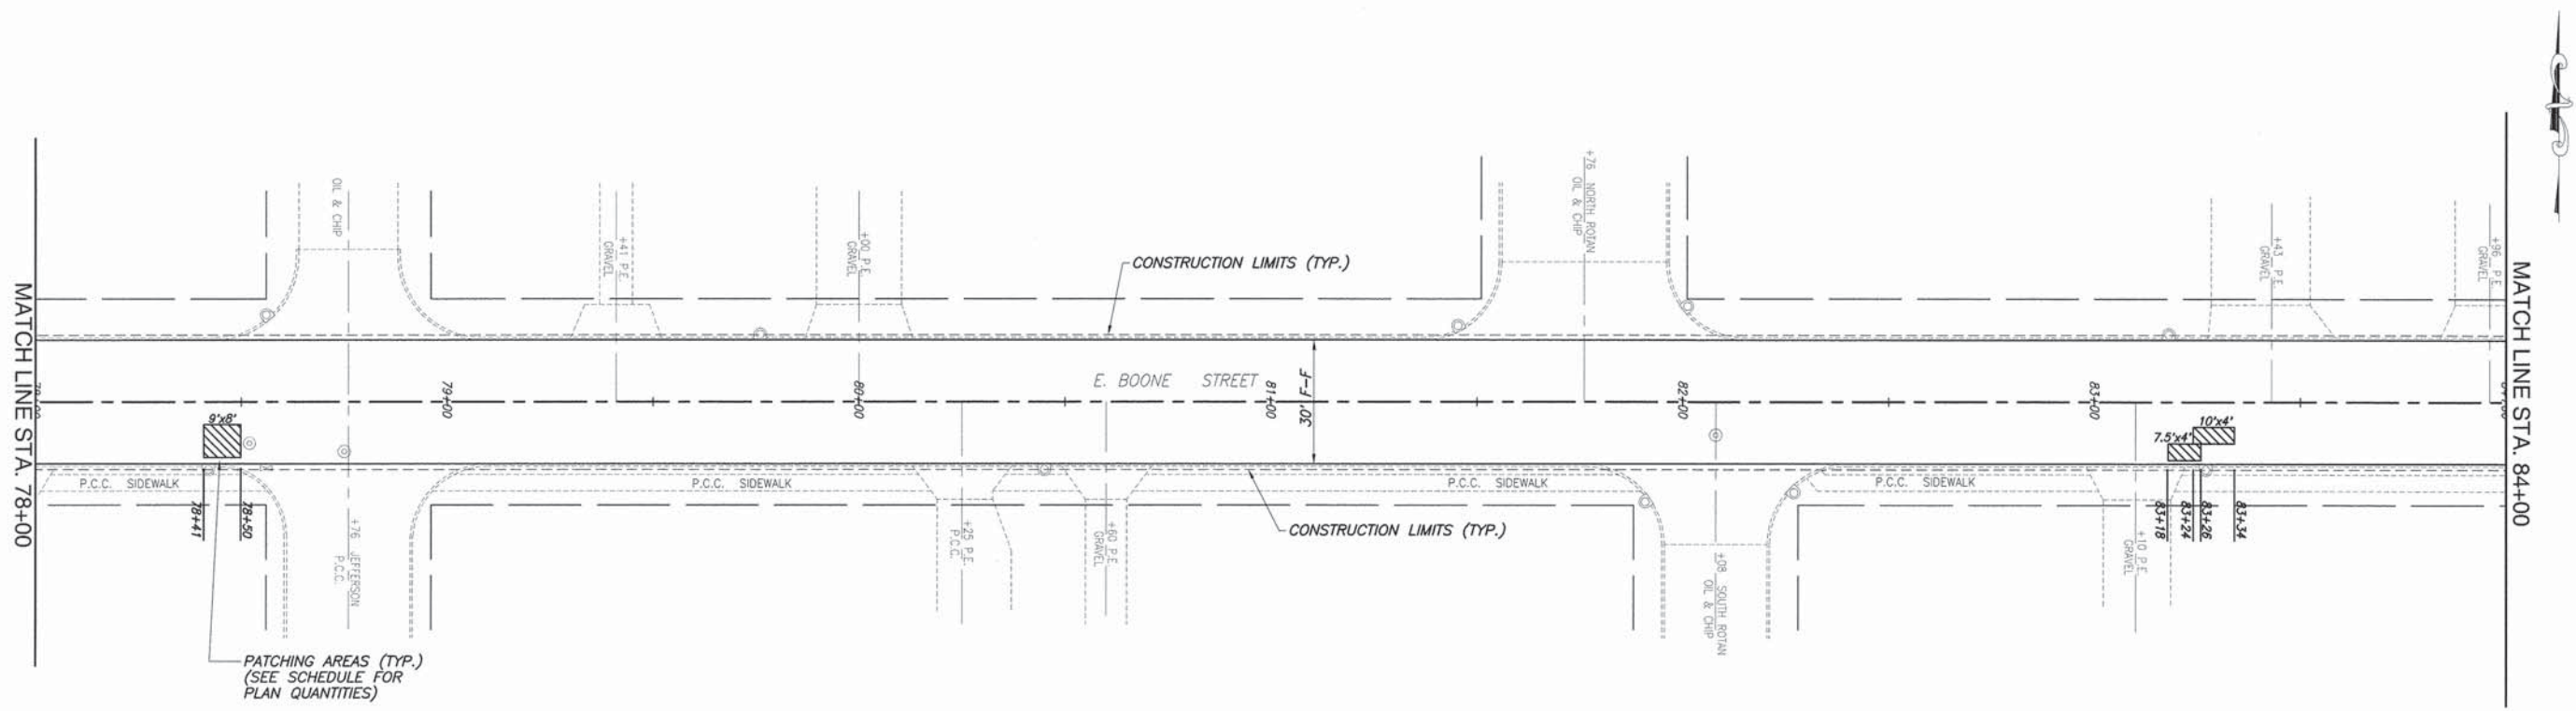 MATCH LINE STA. 78+00
OIL & CHIP
+41 P.E.
GRAVEL
+00 P.E.
GRAVEL
CONSTRUCTION LIMITS (TYP.)
+76 NORTH ROTAN
OIL & CHIP
+43 P.E.
GRAVEL
+96 P.E.
GRAVEL
MATCH LINE STA. 84+00
79+00
80+00
E. BOONE STREET
81+00
30' F-F
82+00
83+00
9'x8'
7.5'x4'
10'x4'
P.C.C. SIDEWALK
P.C.C. SIDEWALK
P.C.C. SIDEWALK
P.C.C. SIDEWALK
78+41
78+50
+76 JEFFERSON
P.C.C.
+25 P.E.
P.C.C.
+60 P.E.
GRAVEL
CONSTRUCTION LIMITS (TYP.)
+08 SOUTH ROTAN
OIL & CHIP
+10 P.E.
GRAVEL
83+18
83+24
83+26
83+34
PATCHING AREAS (TYP.)
(SEE SCHEDULE FOR
PLAN QUANTITIES)